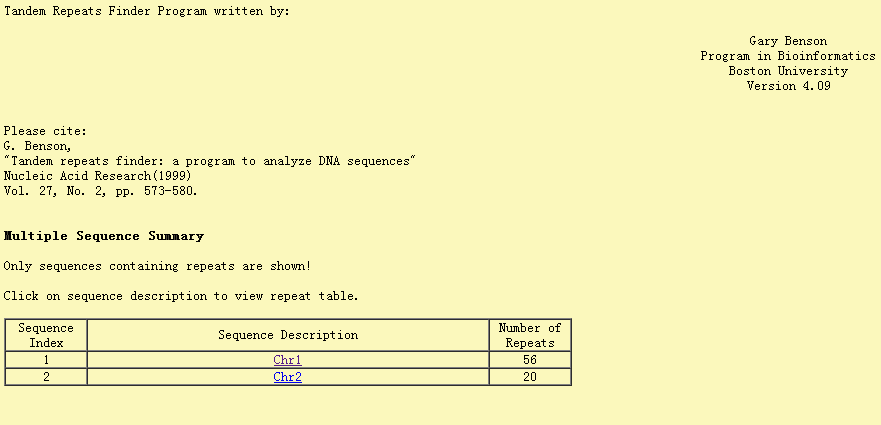 Tandem Repeats Finder Program written by:
Gary Benson
Program in Bioinformatics
Boston University
Version 4.09
Please cite:
G. Benson,
"Tandem repeats finder: a program to analyze DNA sequences"
Nucleic Acid Research(1999)
Vol. 27, No. 2, pp. 573-580.
Multiple Sequence Summary
Only sequences containing repeats are shown!
Click on sequence description to view repeat table.
Sequence Index Sequence Description Number of Repeats
1 Chr1 56
2 Chr2 20